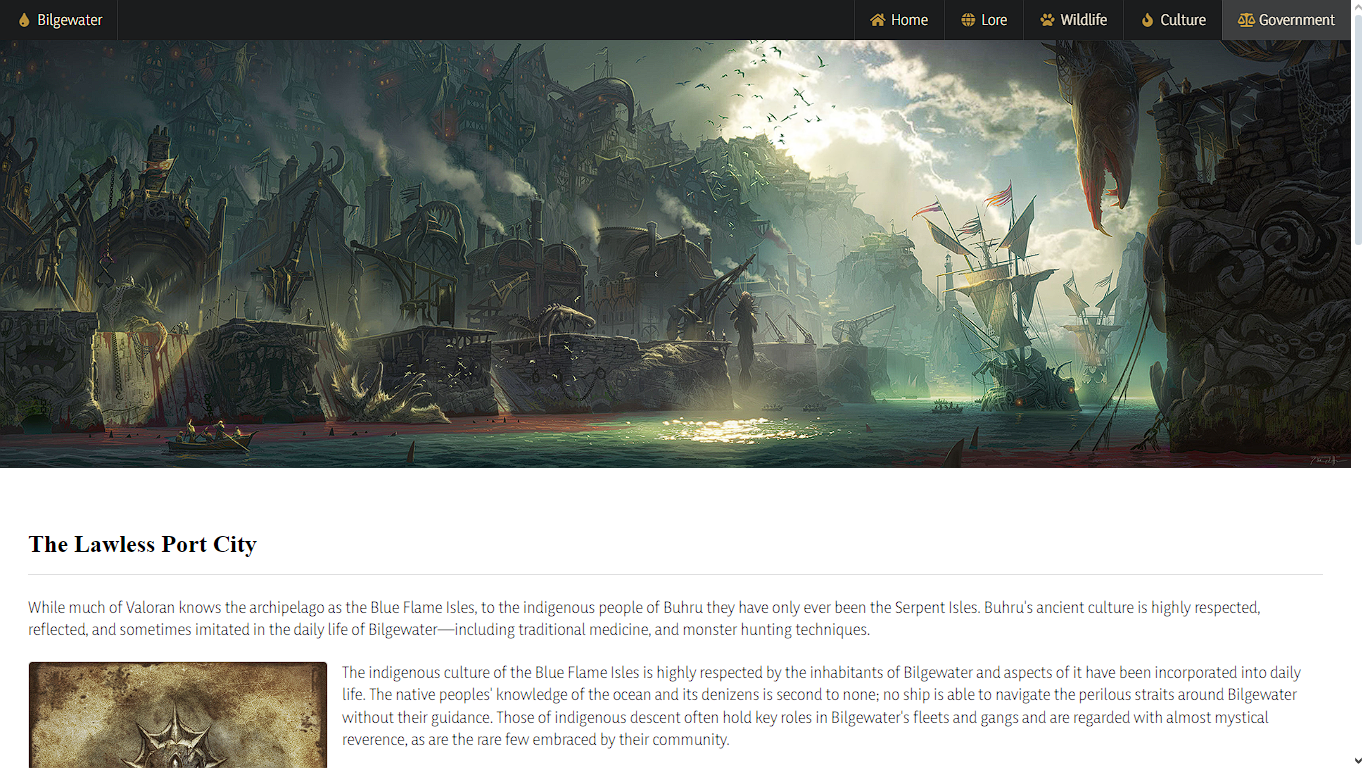 Bilgewater Home Lore Wildlife Culture Government
The Lawless Port City
While much of Valoran knows the archipelago as the Blue Flame Isles, to the indigenous people of Buhru they have only ever been the Serpent Isles. Buhru's ancient culture is highly respected,
reflected, and sometimes imitated in the daily life of Bilgewater—including traditional medicine, and monster hunting techniques.
The indigenous culture of the Blue Flame Isles is highly respected by the inhabitants of Bilgewater and aspects of it have been incorporated into daily
life. The native peoples' knowledge of the ocean and its denizens is second to none; no ship is able to navigate the perilous straits around Bilgewater
without their guidance. Those of indigenous descent often hold key roles in Bilgewater's fleets and gangs and are regarded with almost mystical
reverence, as are the rare few embraced by their community.